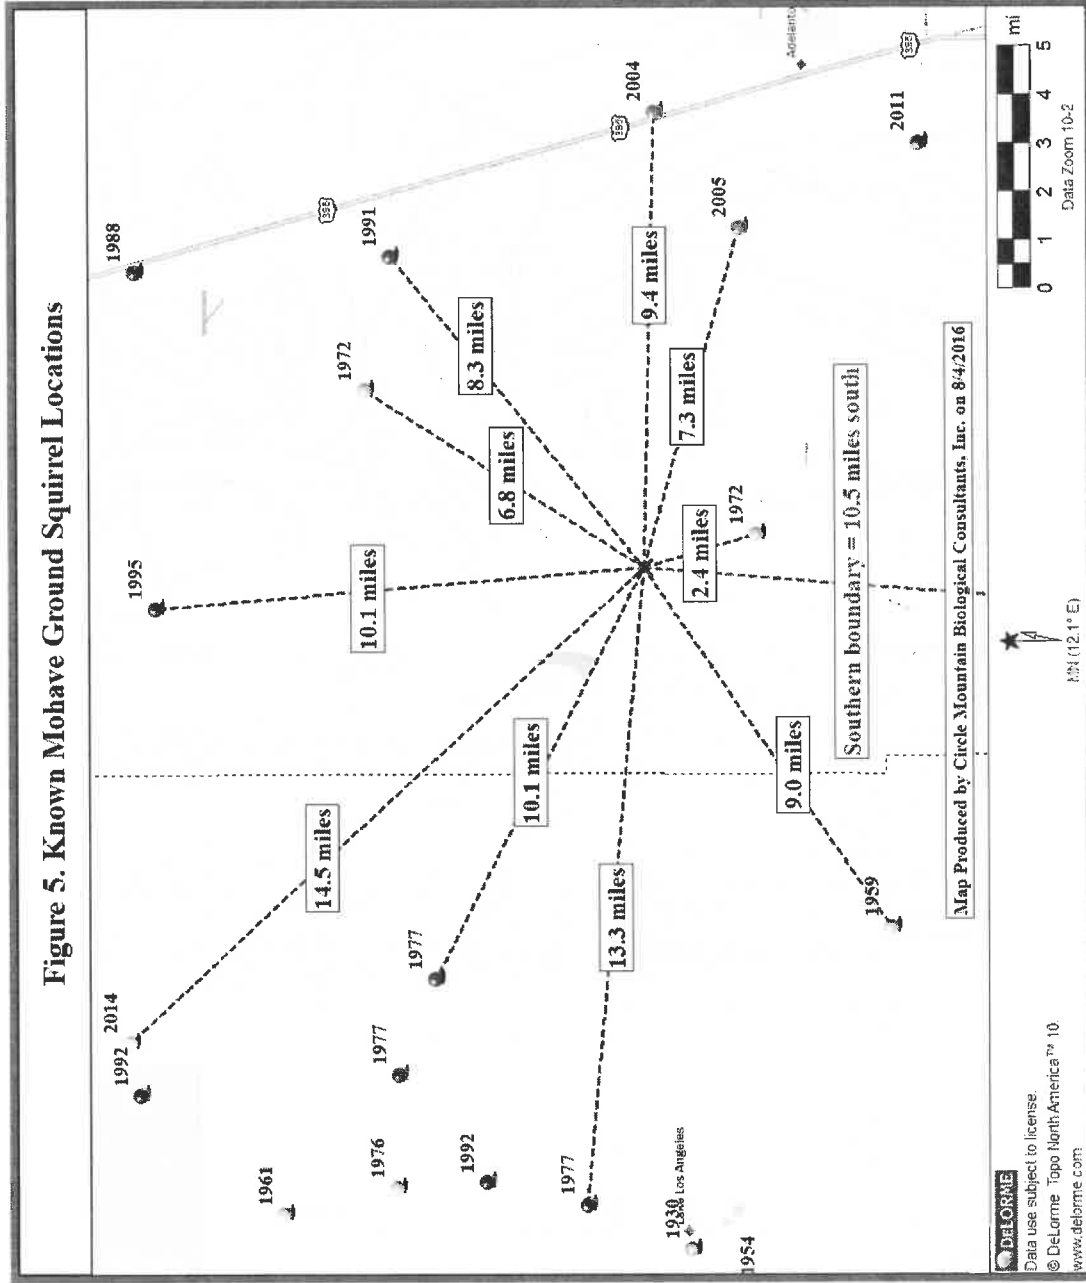 Figure 5. Known Mohave Ground Squirrel Locations
1992
2014
1995
1988
1961
14.5 miles
10.1 miles
1972
1991
395
1976
1977
1977
6.8 miles
8.3 miles
1992
10.1 miles
1977
13.3 miles
9.4 miles
395
2004
1930
Lake Los Angeles
1954
2.4 miles
7.3 miles
2005
1972
Adelanto
9.0 miles
1959
Southern boundary = 10.5 miles south
2011
395
Map Produced by Circle Mountain Biological Consultants, Inc. on 8/4/2016
DELORME
Data use subject to license.
© DeLorme. Topo North America™ 10.
www.delorme.com
MN (12.1° E)
mi
0 1 2 3 4 5
Data Zoom 10-2